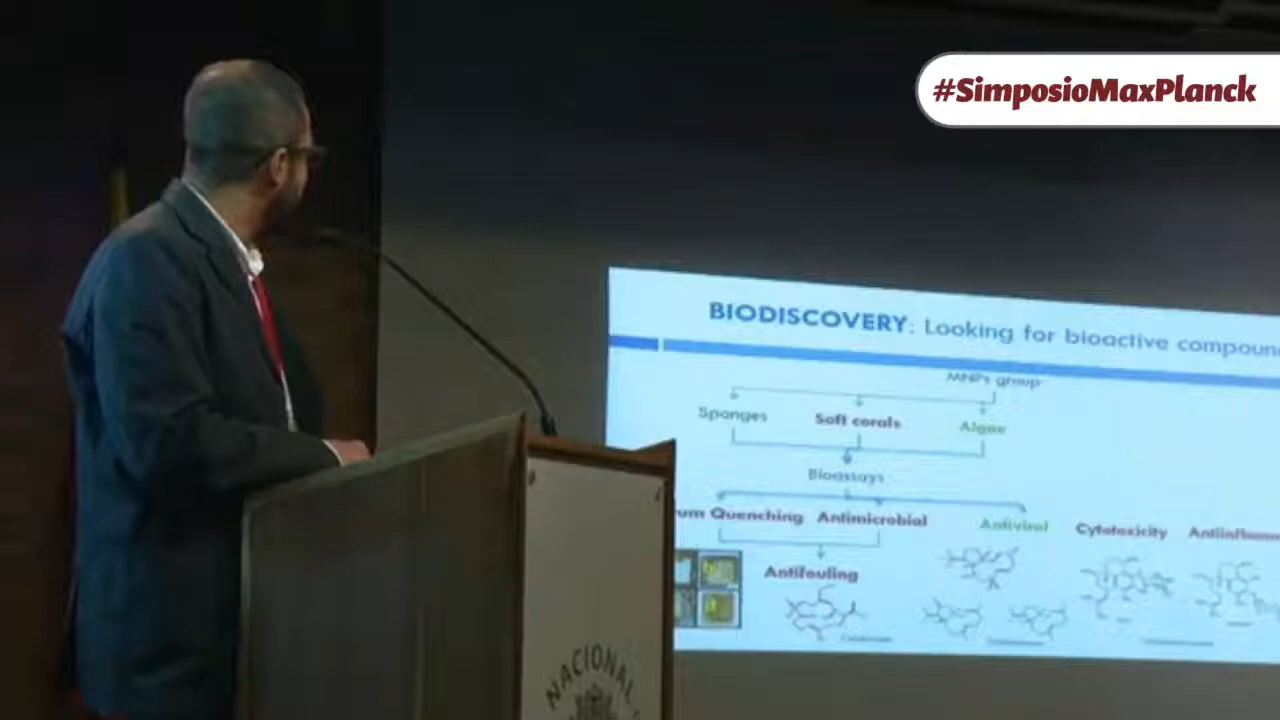 #SimposioMaxPlanck
BIODISCOVERY: Looking for bioactive compoun
MNPs group
Sponges Soft corals Algae
Bioassays
um Quenching Antimicrobial Antiviral Cytotoxicity Antiinflamm
Antifouling
NACIONAL